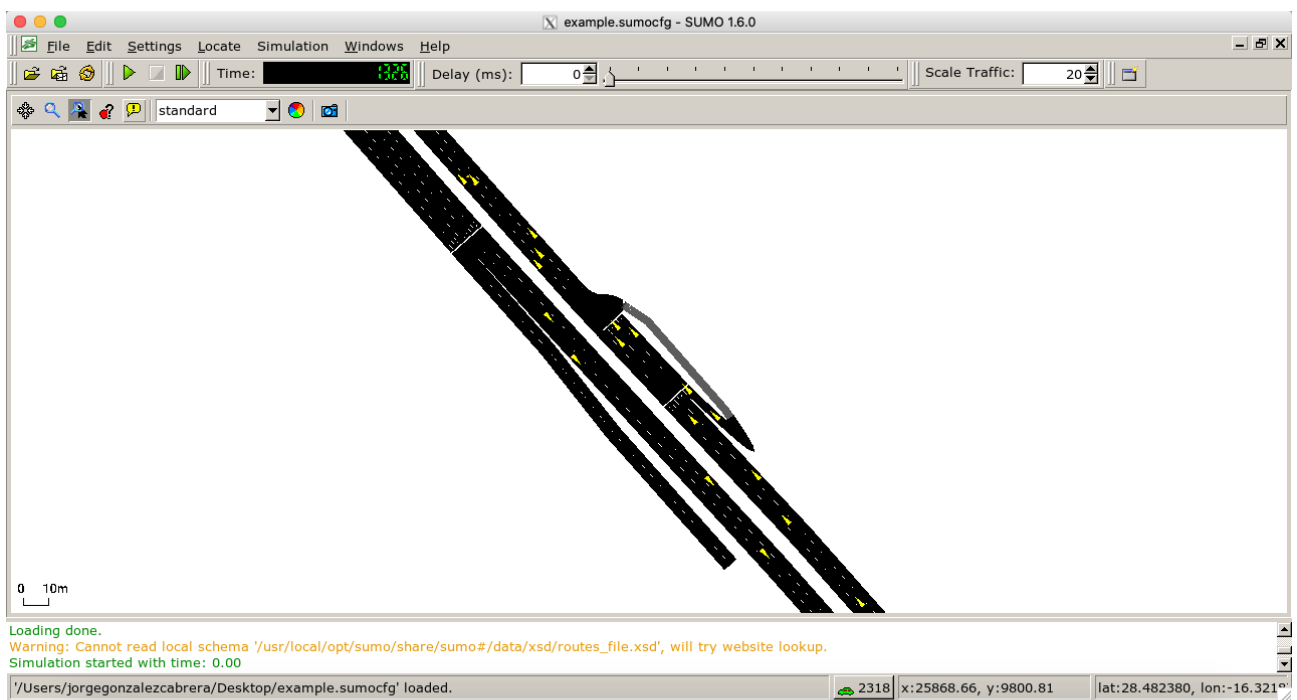 example.sumocfg - SUMO 1.6.0
File Edit Settings Locate Simulation Windows Help
Time: 1326 Delay (ms): 0 Scale Traffic: 20
standard
0 10m
Loading done.
Warning: Cannot read local schema '/usr/local/opt/sumo/share/sumo#/data/xsd/routes_file.xsd', will try website lookup.
Simulation started with time: 0.00
'/Users/jorgegonzalezcabrera/Desktop/example.sumocfg' loaded. 2318 x:25868.66, y:9800.81 lat:28.482380, lon:-16.3219